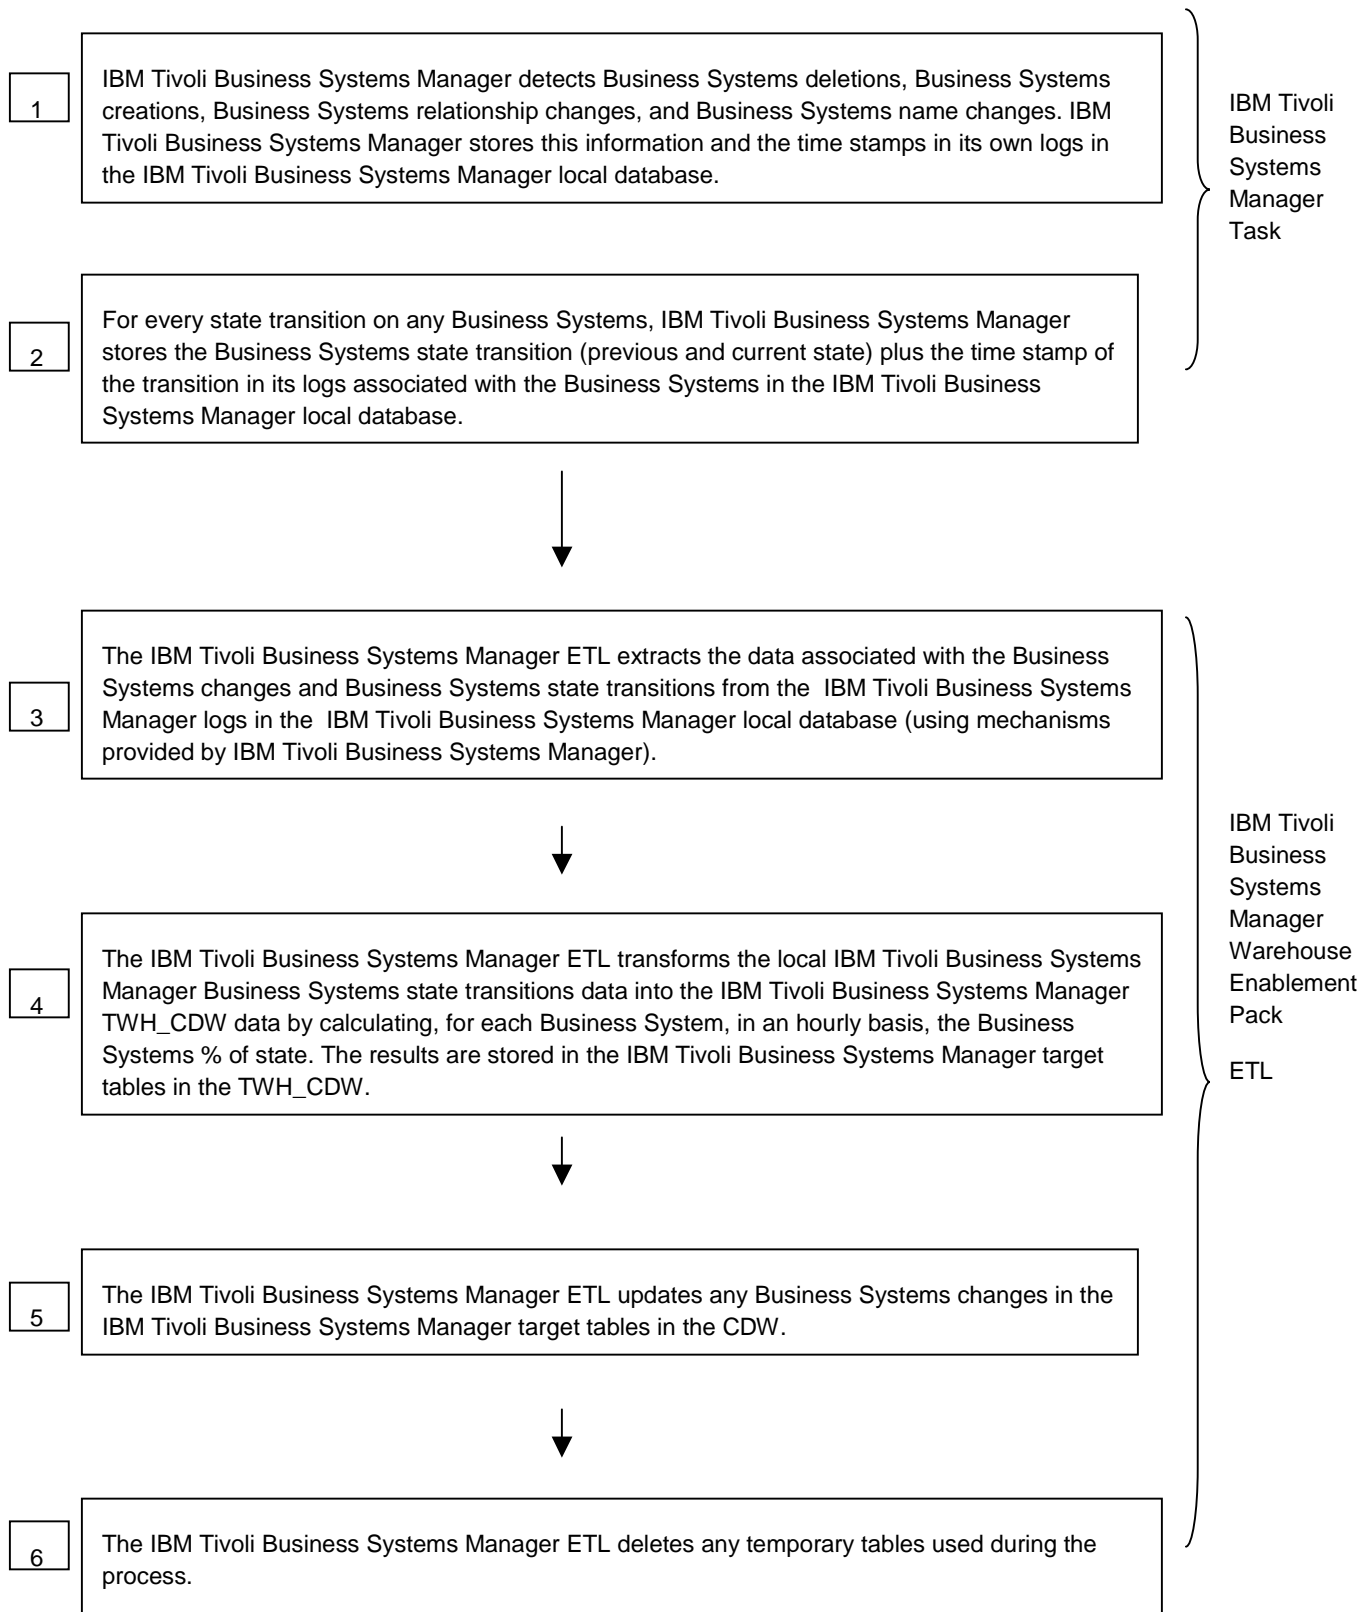 1
IBM Tivoli Business Systems Manager detects Business Systems deletions, Business Systems
creations, Business Systems relationship changes, and Business Systems name changes. IBM
Tivoli Business Systems Manager stores this information and the time stamps in its own logs in
the IBM Tivoli Business Systems Manager local database.
IBM Tivoli
Business
Systems
Manager
Task
2
For every state transition on any Business Systems, IBM Tivoli Business Systems Manager
stores the Business Systems state transition (previous and current state) plus the time stamp of
the transition in its logs associated with the Business Systems in the IBM Tivoli Business
Systems Manager local database.
3
The IBM Tivoli Business Systems Manager ETL extracts the data associated with the Business
Systems changes and Business Systems state transitions from the  IBM Tivoli Business Systems
Manager logs in the  IBM Tivoli Business Systems Manager local database (using mechanisms
provided by IBM Tivoli Business Systems Manager).
IBM Tivoli
Business
Systems
Manager
Warehouse
Enablement
Pack
ETL
4
The IBM Tivoli Business Systems Manager ETL transforms the local IBM Tivoli Business Systems
Manager Business Systems state transitions data into the IBM Tivoli Business Systems Manager
TWH_CDW data by calculating, for each Business System, in an hourly basis, the Business
Systems % of state. The results are stored in the IBM Tivoli Business Systems Manager target
tables in the TWH_CDW.
5
The IBM Tivoli Business Systems Manager ETL updates any Business Systems changes in the
IBM Tivoli Business Systems Manager target tables in the CDW.
6
The IBM Tivoli Business Systems Manager ETL deletes any temporary tables used during the
process.